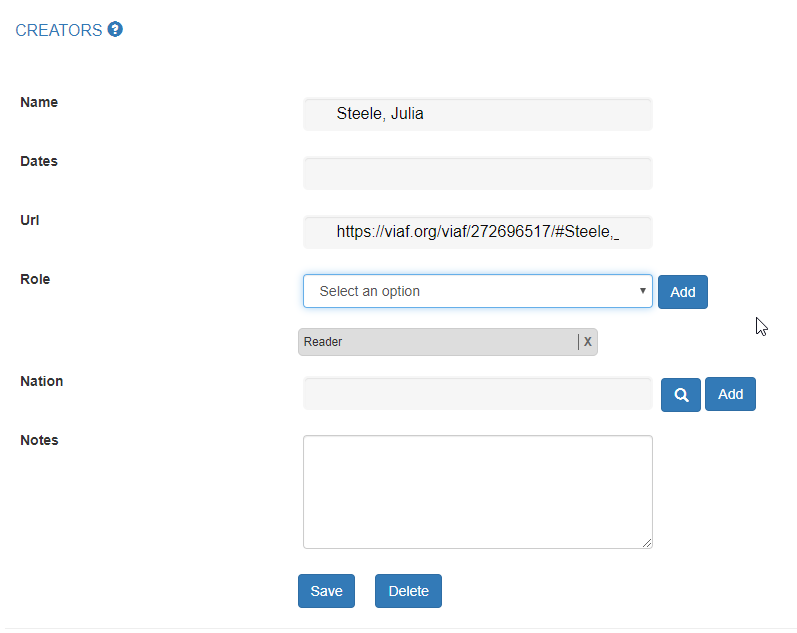 CREATORS ?
Name
Steele, Julia
Dates
Url
https://viaf.org/viaf/272696517/#Steele,_
Role
Select an option
Add
Reader
X
Nation
Add
Notes
Save
Delete